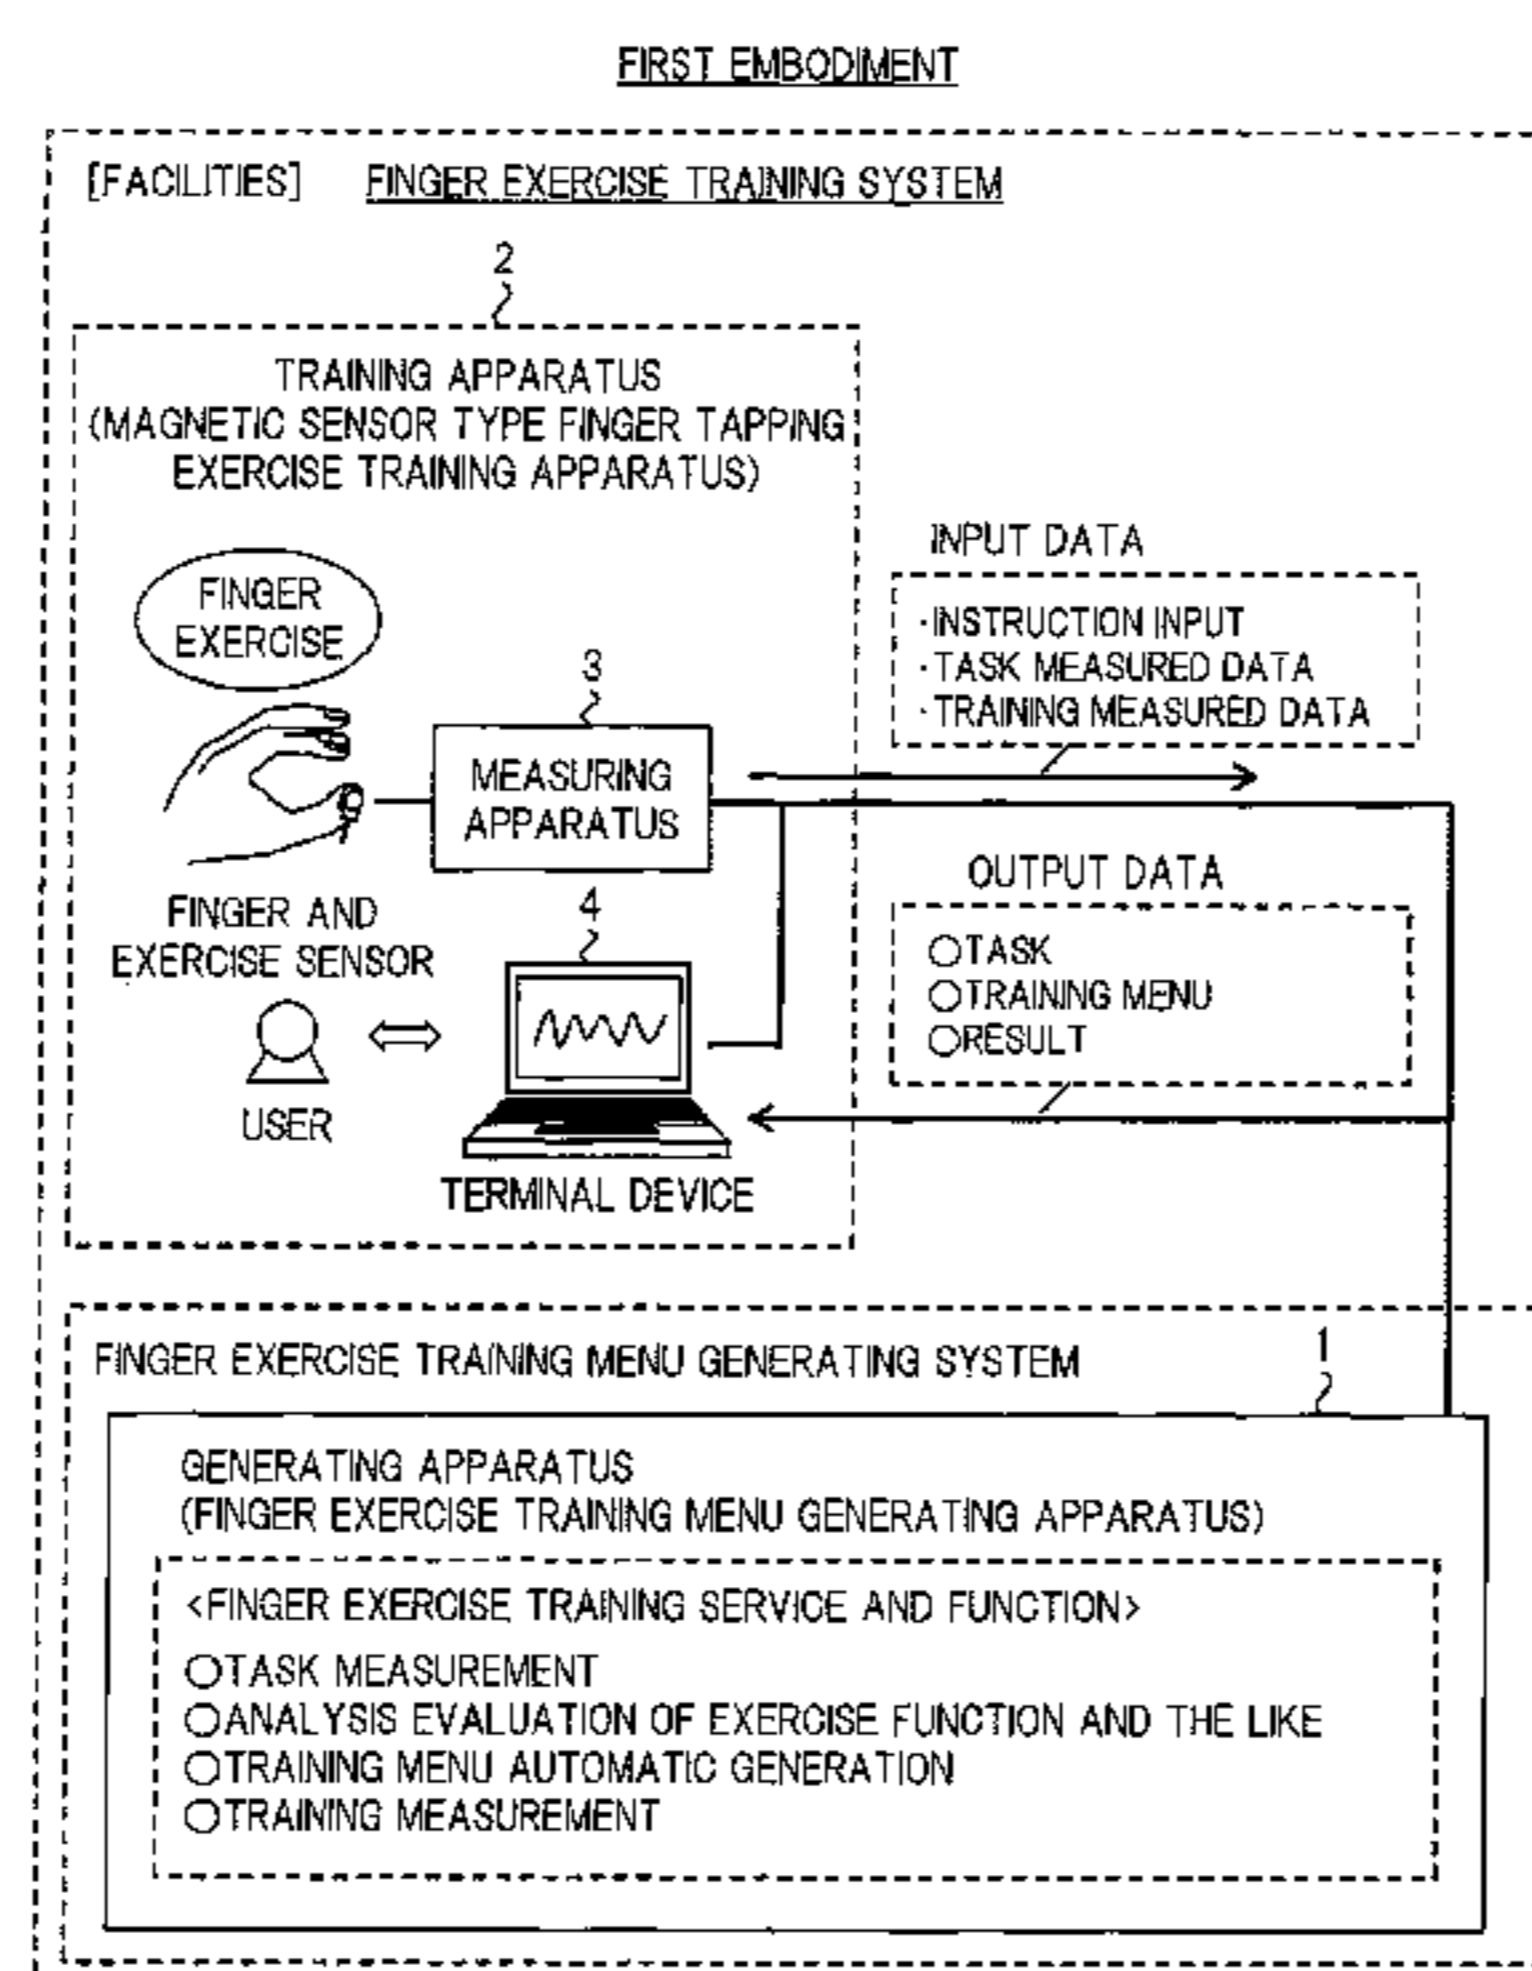 FIRST EMBODIMENT
[FACILITIES] FINGER EXERCISE TRAINING SYSTEM
2
TRAINING APPARATUS
(MAGNETIC SENSOR TYPE FINGER TAPPING
EXERCISE TRAINING APPARATUS)
FINGER
EXERCISE
3
MEASURING
APPARATUS
FINGER AND
EXERCISE SENSOR
4
USER
TERMINAL DEVICE
INPUT DATA
·INSTRUCTION INPUT
·TASK MEASURED DATA
·TRAINING MEASURED DATA
OUTPUT DATA
○TASK
○TRAINING MENU
○RESULT
FINGER EXERCISE TRAINING MENU GENERATING SYSTEM
1
GENERATING APPARATUS
(FINGER EXERCISE TRAINING MENU GENERATING APPARATUS)
<FINGER EXERCISE TRAINING SERVICE AND FUNCTION>
○TASK MEASUREMENT
○ANALYSIS EVALUATION OF EXERCISE FUNCTION AND THE LIKE
○TRAINING MENU AUTOMATIC GENERATION
○TRAINING MEASUREMENT